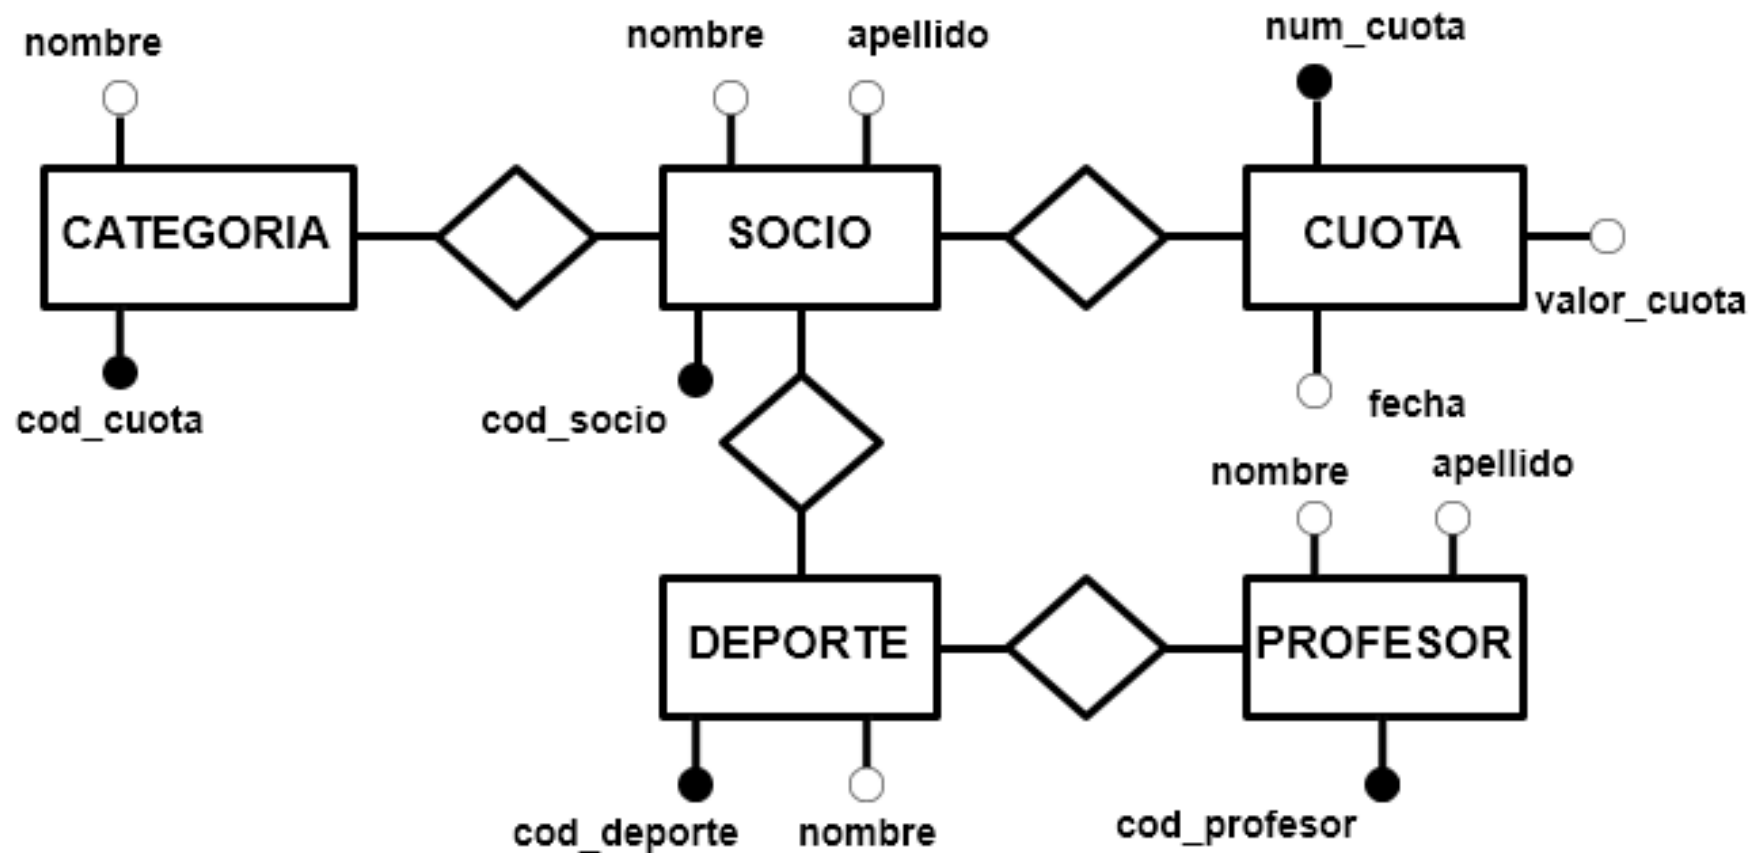 nombre
nombre
apellido
num_cuota
CATEGORIA
SOCIO
CUOTA
valor_cuota
cod_cuota
cod_socio
fecha
nombre
apellido
DEPORTE
PROFESOR
cod_deporte
nombre
cod_profesor